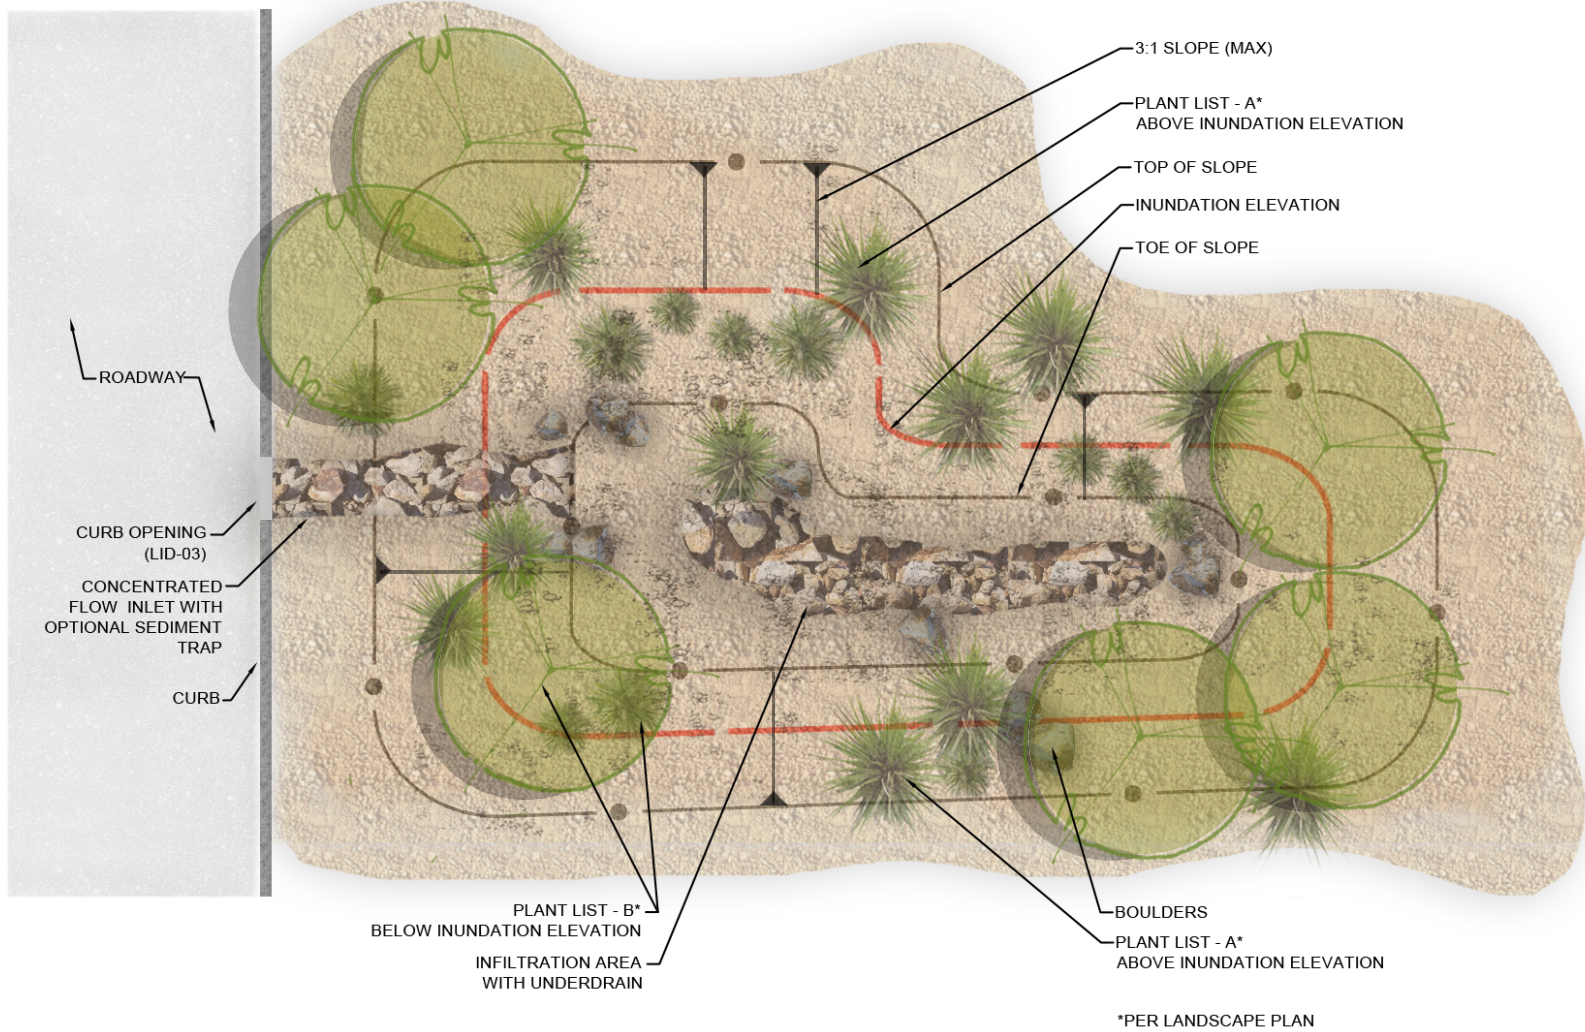 3:1 SLOPE (MAX)
PLANT LIST - A*
ABOVE INUNDATION ELEVATION
TOP OF SLOPE
INUNDATION ELEVATION
TOE OF SLOPE
ROADWAY
CURB OPENING
(LID-03)
CONCENTRATED
FLOW INLET WITH
OPTIONAL SEDIMENT
TRAP
CURB
PLANT LIST - B*
BELOW INUNDATION ELEVATION
INFILTRATION AREA
WITH UNDERDRAIN
BOULDERS
PLANT LIST - A*
ABOVE INUNDATION ELEVATION
*PER LANDSCAPE PLAN